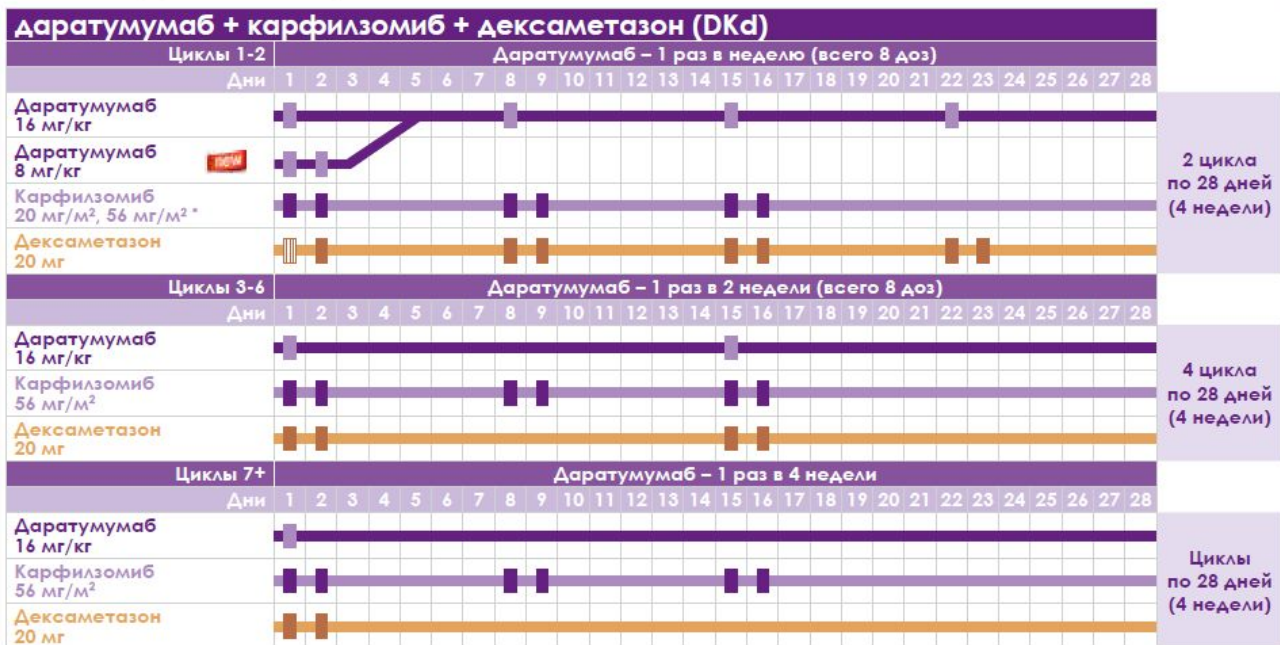 даратумумаб + карфилзомиб + дексаметазон (DKd)
Циклы 1-2 Даратумумаб – 1 раз в неделю (всего 8 доз)
Дни 1 2 3 4 5 6 7 8 9 10 11 12 13 14 15 16 17 18 19 20 21 22 23 24 25 26 27 28
Даратумумаб
16 мг/кг
Даратумумаб
8 мг/кг
new
Карфилзомиб
20 мг/м², 56 мг/м² *
Дексаметазон
20 мг
2 цикла
по 28 дней
(4 недели)
Циклы 3-6 Даратумумаб – 1 раз в 2 недели (всего 8 доз)
Дни 1 2 3 4 5 6 7 8 9 10 11 12 13 14 15 16 17 18 19 20 21 22 23 24 25 26 27 28
Даратумумаб
16 мг/кг
Карфилзомиб
56 мг/м²
Дексаметазон
20 мг
4 цикла
по 28 дней
(4 недели)
Циклы 7+ Даратумумаб – 1 раз в 4 недели
Дни 1 2 3 4 5 6 7 8 9 10 11 12 13 14 15 16 17 18 19 20 21 22 23 24 25 26 27 28
Даратумумаб
16 мг/кг
Карфилзомиб
56 мг/м²
Дексаметазон
20 мг
Циклы
по 28 дней
(4 недели)